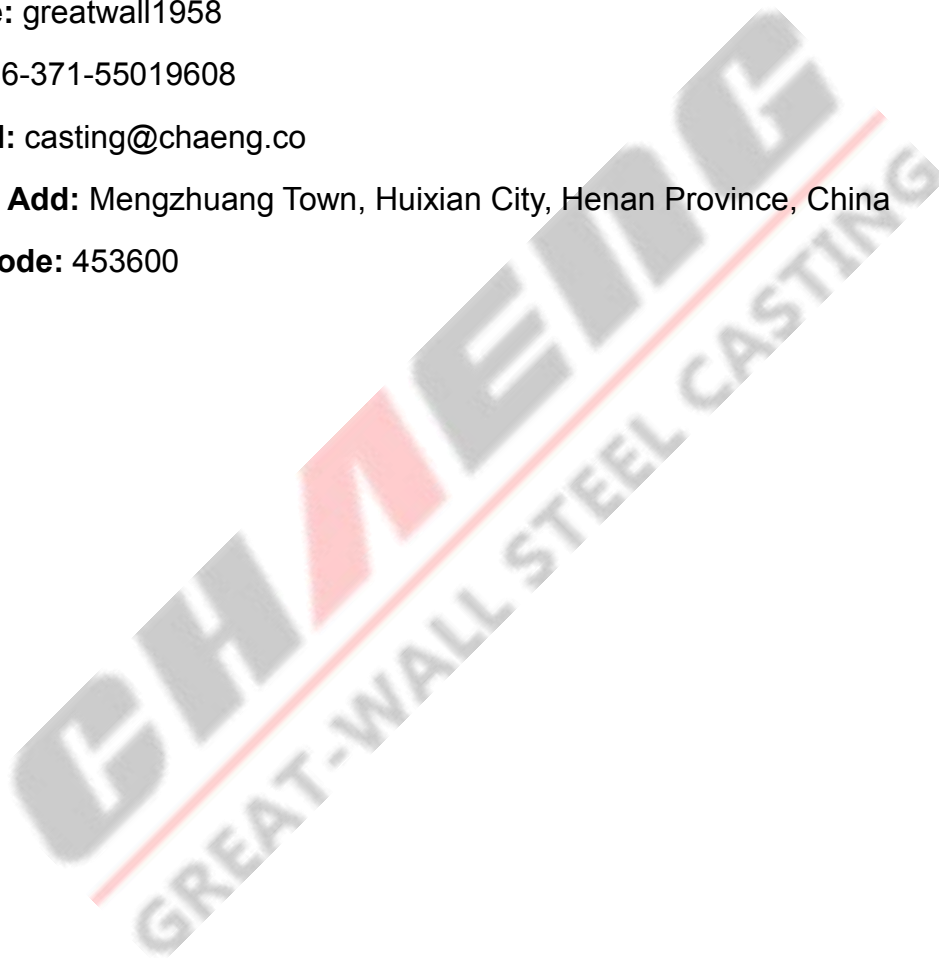 e: greatwall1958
6-371-55019608
l: casting@chaeng.co
Add: Mengzhuang Town, Huixian City, Henan Province, China
ode: 453600
CHAENG
GREAT-WALL STEEL CASTING